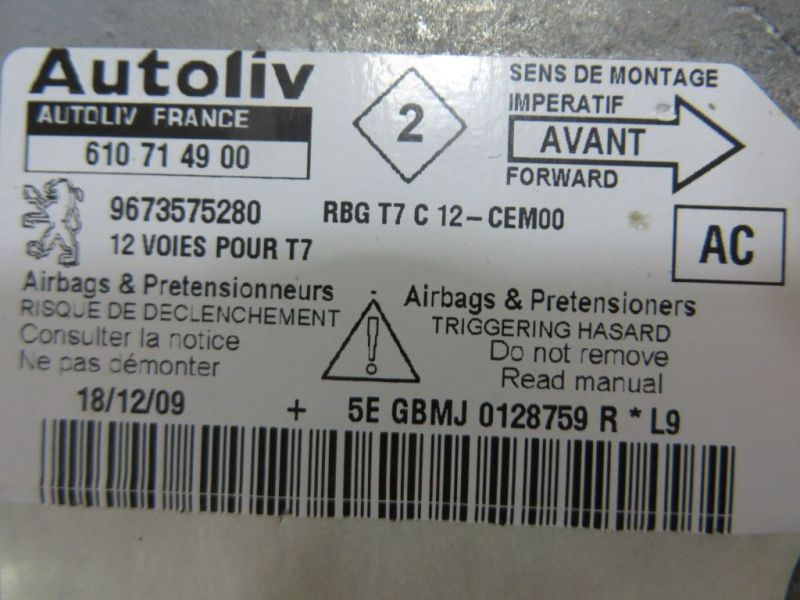 Autoliv
AUTOLIV FRANCE
610 71 49 00
2
SENS DE MONTAGE
IMPERATIF
AVANT
FORWARD
9673575280
RBG T7 C 12-CEM00
12 VOIES POUR T7
AC
Airbags & Pretensionneurs
RISQUE DE DECLENCHEMENT
Consulter la notice
Ne pas démonter
!
Airbags & Pretensioners
TRIGGERING HASARD
Do not remove
Read manual
18/12/09 + 5E GBMJ 0128759 R * L9